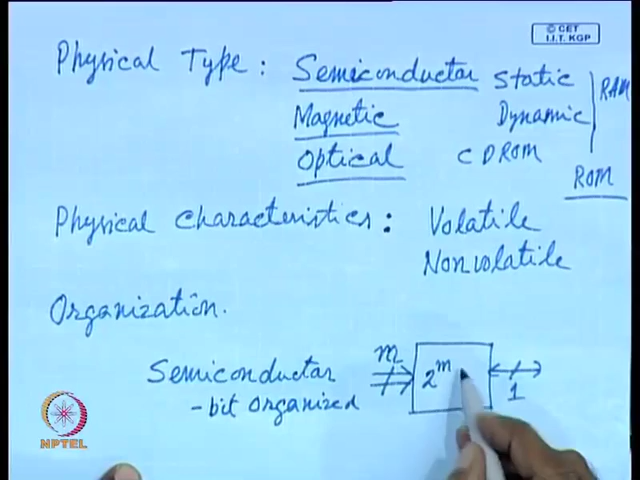 © CET
I.I.T. KGP
Physical Type : Semiconductor Static
RAM
Magnetic Dynamic
Optical CDROM
ROM
Physical Characteristics : Volatile
Nonvolatile
Organization.
m
Semiconductor 2^m
- bit organized 1
NPTEL